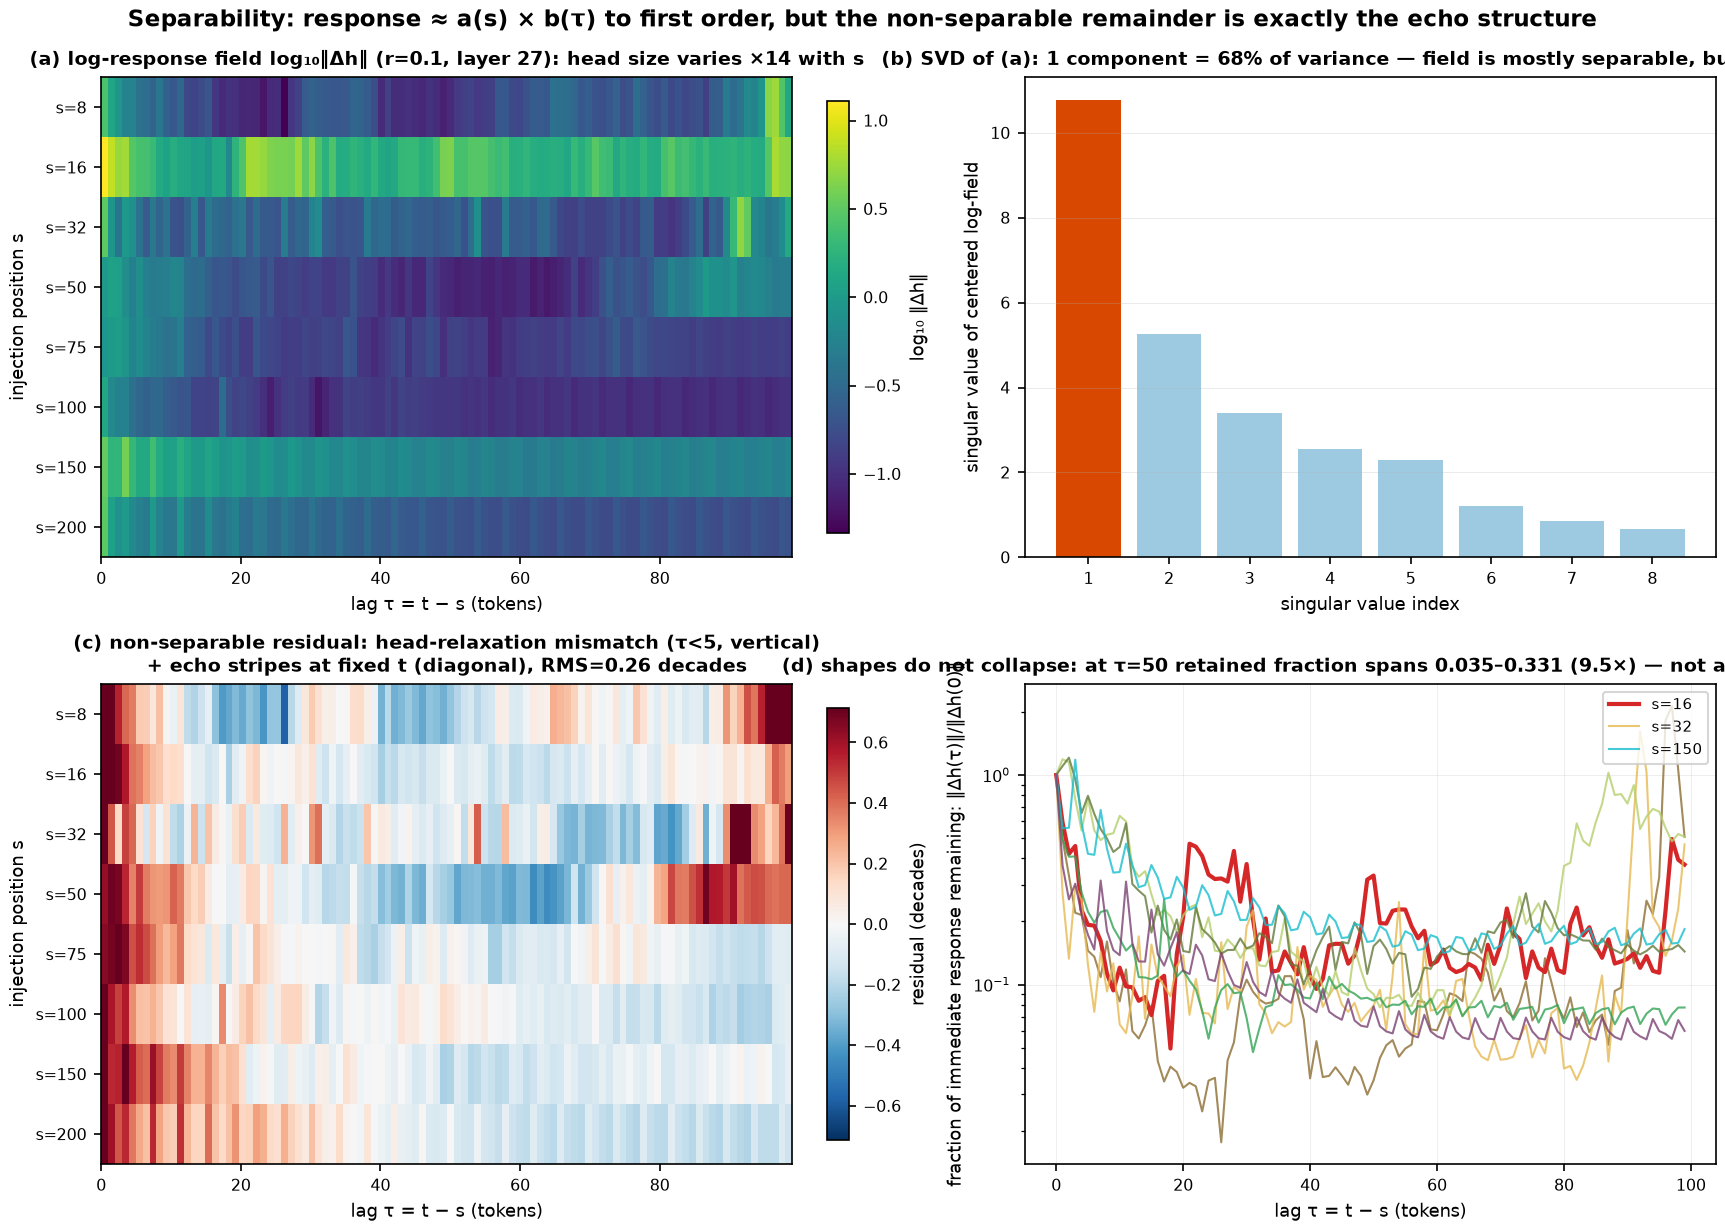 Separability: response ≈ a(s) × b(τ) to first order, but the non-separable remainder is exactly the echo structure
(a) log-response field log₁₀‖Δh‖ (r=0.1, layer 27): head size varies ×14 with s
s=8
s=16
s=32
s=50
s=75
s=100
s=150
s=200
injection position s
0 20 40 60 80
lag τ = t − s (tokens)
1.0
0.5
0.0
−0.5
−1.0
log₁₀ ‖Δh‖
(b) SVD of (a): 1 component = 68% of variance — field is mostly separable, bu
10
8
6
4
2
0
singular value of centered log-field
1 2 3 4 5 6 7 8
singular value index
(c) non-separable residual: head-relaxation mismatch (τ<5, vertical)
+ echo stripes at fixed t (diagonal), RMS=0.26 decades
s=8
s=16
s=32
s=50
s=75
s=100
s=150
s=200
injection position s
0 20 40 60 80
lag τ = t − s (tokens)
0.6
0.4
0.2
0.0
−0.2
−0.4
−0.6
residual (decades)
(d) shapes do not collapse: at τ=50 retained fraction spans 0.035–0.331 (9.5×) — not a
10⁰
10⁻¹
fraction of immediate response remaining: ‖Δh(τ)‖/‖Δh(0)‖
s=16
s=32
s=150
0 20 40 60 80 100
lag τ = t − s (tokens)